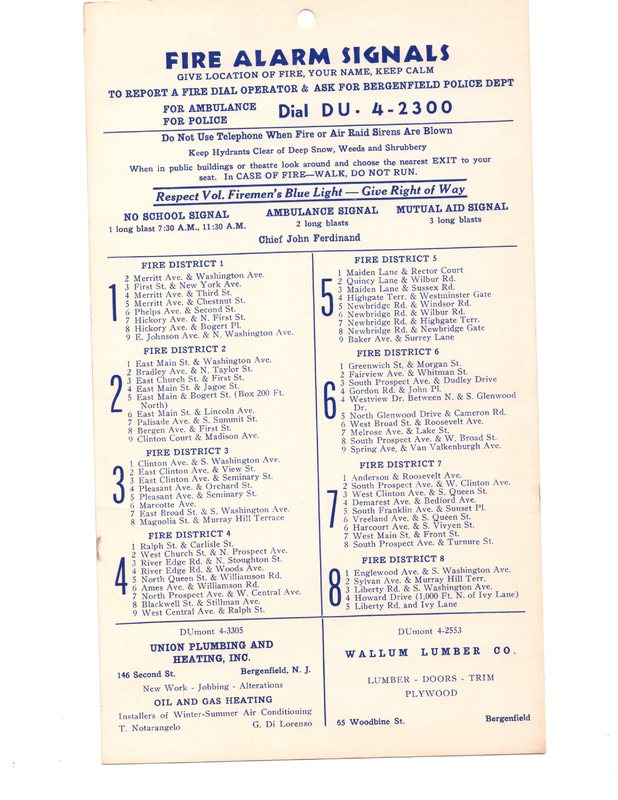 FIRE ALARM SIGNALS
GIVE LOCATION OF FIRE, YOUR NAME, KEEP CALM
TO REPORT A FIRE DIAL OPERATOR & ASK FOR BERGENFIELD POLICE DEPT
FOR AMBULANCE
FOR POLICE
Dial DU. 4-2300
Do Not Use Telephone When Fire or Air Raid Sirens Are Blown
Keep Hydrants Clear of Deep Snow, Weeds and Shrubbery
When in public buildings or theatre look around and choose the nearest EXIT to your
seat. In CASE OF FIRE—WALK, DO NOT RUN.
Respect Vol. Firemen's Blue Light — Give Right of Way
NO SCHOOL SIGNAL
1 long blast 7:30 A.M., 11:30 A.M.
AMBULANCE SIGNAL
2 long blasts
MUTUAL AID SIGNAL
3 long blasts
Chief John Ferdinand
FIRE DISTRICT 1
1
2 Merritt Ave. & Washington Ave.
3 First St. & New York Ave.
4 Merritt Ave. & Third St.
5 Merritt Ave. & Chestnut St.
6 Phelps Ave. & Second St.
7 Hickory Ave. & N. First St.
8 Hickory Ave. & Bogert Pl.
9 E. Johnson Ave. & N. Washington Ave.
FIRE DISTRICT 2
2
1 East Main St. & Washington Ave.
2 Bradley Ave. & N. Taylor St.
3 East Church St. & First St.
4 East Main St. & Jagoe St.
5 East Main & Bogert St. (Box 200 Ft.
North)
6 East Main St. & Lincoln Ave.
7 Palisade Ave. & S. Summit St.
8 Bergen Ave. & First St.
9 Clinton Court & Madison Ave.
FIRE DISTRICT 3
3
1 Clinton Ave. & S. Washington Ave.
2 East Clinton Ave. & View St.
3 East Clinton Ave. & Seminary St.
4 Pleasant Ave. & Orchard St.
5 Pleasant Ave. & Seminary St.
6 Marcotte Ave.
7 East Broad St. & S. Washington Ave.
8 Magnolia St. & Murray Hill Terrace
FIRE DISTRICT 4
4
1 Ralph St. & Carlisle St.
2 West Church St. & N. Prospect Ave.
3 River Edge Rd. & N. Stoughton St.
4 River Edge Rd. & Woods Ave.
5 North Queen St. & Williamson Rd.
6 Ames Ave. & Williamson Rd.
7 North Prospect Ave. & W. Central Ave.
8 Blackwell St. & Stillman Ave.
9 West Central Ave. & Ralph St.
FIRE DISTRICT 5
5
1 Maiden Lane & Rector Court
2 Quincy Lane & Wilbur Rd.
3 Maiden Lane & Sussex Rd.
4 Highgate Terr. & Westminster Gate
5 Newbridge Rd. & Windsor Rd.
6 Newbridge Rd. & Wilbur Rd.
7 Newbridge Rd. & Highgate Terr.
8 Newbridge Rd. & Newbridge Gate
9 Baker Ave. & Surrey Lane
FIRE DISTRICT 6
6
1 Greenwich St. & Morgan St.
2 Fairview Ave. & Whitman St.
3 South Prospect Ave. & Dudley Drive
4 Gordon Rd. & John Pl.
4 Westview Dr. Between N. & S. Glenwood
Dr.
5 North Glenwood Drive & Cameron Rd.
6 West Broad St. & Roosevelt Ave.
7 Melrose Ave. & Lake St.
8 South Prospect Ave. & W. Broad St.
9 Spring Ave. & Van Valkenburgh Ave.
FIRE DISTRICT 7
7
1 Anderson & Roosevelt Ave.
2 South Prospect Ave. & W. Clinton Ave.
3 West Clinton Ave. & S. Queen St.
4 Demarest Ave. & Bedford Ave.
5 South Franklin Ave. & Sunset Pl.
6 Vreeland Ave. & S. Queen St.
6 Harcourt Ave. & S. Vivyen St.
7 West Main St. & Front St.
8 South Prospect Ave. & Turnure St.
FIRE DISTRICT 8
8
1 Englewood Ave. & S. Washington Ave.
2 Sylvan Ave. & Murray Hill Terr.
3 Liberty Rd. & S. Washington Ave.
4 Howard Drive (1,000 Ft. N. of Ivy Lane)
5 Liberty Rd. and Ivy Lane
DUmont 4-3305
UNION PLUMBING AND
HEATING, INC.
146 Second St. Bergenfield, N. J.
New Work - Jobbing - Alterations
OIL AND GAS HEATING
Installers of Winter-Summer Air Conditioning
T. Notarangelo G. Di Lorenzo
DUmont 4-2553
WALLUM LUMBER CO.
LUMBER - DOORS - TRIM
PLYWOOD
65 Woodbine St. Bergenfield